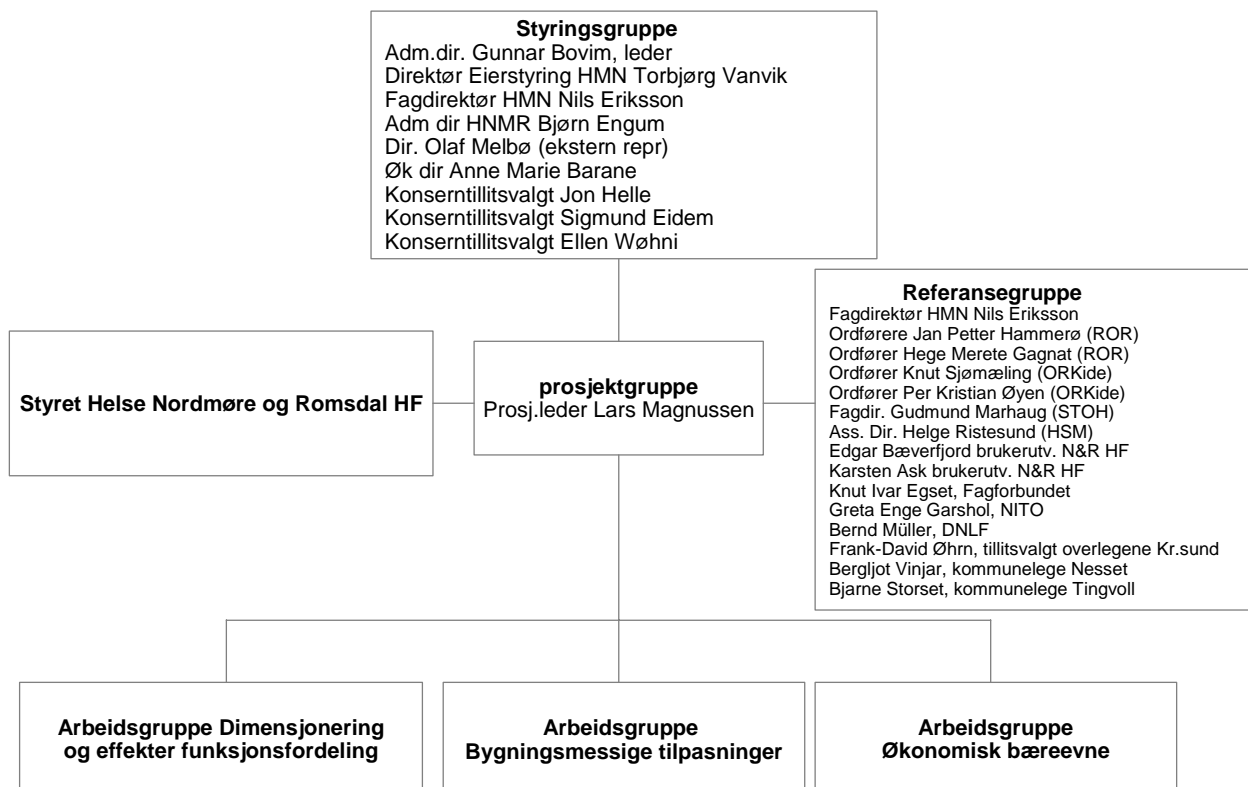 Styringsgruppe
Adm.dir. Gunnar Bovim, leder
Direktør Eierstyring HMN Torbjørg Vanvik
Fagdirektør HMN Nils Eriksson
Adm dir HNMR Bjørn Engum
Dir. Olaf Melbø (ekstern repr)
Øk dir Anne Marie Barane
Konserntillitsvalgt Jon Helle
Konserntillitsvalgt Sigmund Eidem
Konserntillitsvalgt Ellen Wøhni
Styret Helse Nordmøre og Romsdal HF
prosjektgruppe
Prosj.leder Lars Magnussen
Referansegruppe
Fagdirektør HMN Nils Eriksson
Ordførere Jan Petter Hammerø (ROR)
Ordfører Hege Merete Gagnat (ROR)
Ordfører Knut Sjømæling (ORKide)
Ordfører Per Kristian Øyen (ORKide)
Fagdir. Gudmund Marhaug (STOH)
Ass. Dir. Helge Ristesund (HSM)
Edgar Bæverfjord brukerutv. N&R HF
Karsten Ask brukerutv. N&R HF
Knut Ivar Egset, Fagforbundet
Greta Enge Garshol, NITO
Bernd Müller, DNLF
Frank-David Øhrn, tillitsvalgt overlegene Kr.sund
Bergljot Vinjar, kommunelege Nesset
Bjarne Storset, kommunelege Tingvoll
Arbeidsgruppe Dimensjonering
og effekter funksjonsfordeling
Arbeidsgruppe
Bygningsmessige tilpasninger
Arbeidsgruppe
Økonomisk bæreevne